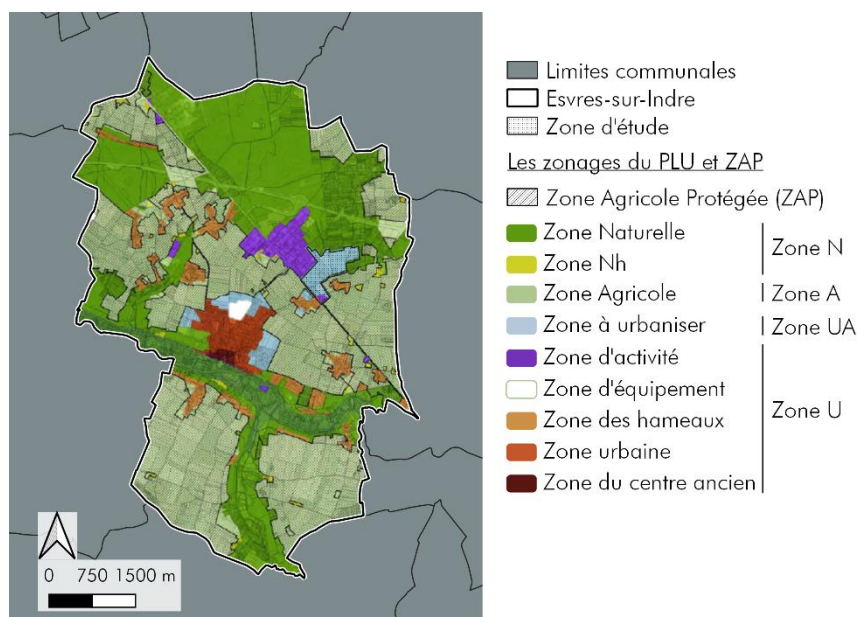 Limites communales
Esvres-sur-Indre
Zone d'étude
Les zonages du PLU et ZAP
Zone Agricole Protégée (ZAP)
Zone Naturelle
Zone Nh
Zone N
Zone Agricole
Zone A
Zone à urbaniser
Zone UA
Zone d'activité
Zone d'équipement
Zone des hameaux
Zone urbaine
Zone du centre ancien
Zone U
0 750 1500 m